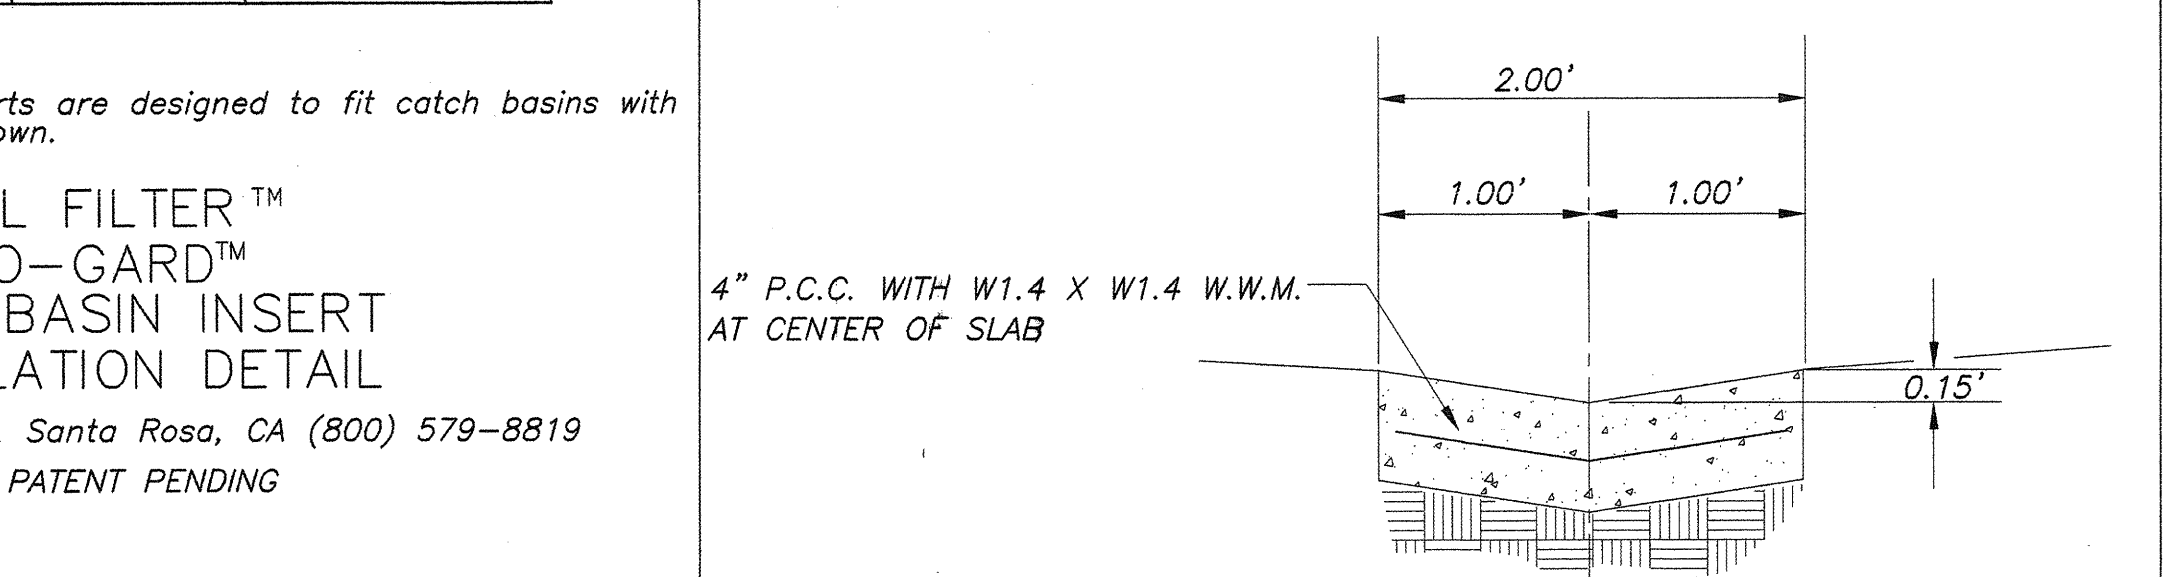 rts are designed to fit catch basins with
own.
L FILTER™
O-GARD™
BASIN INSERT
LATION DETAIL
Santa Rosa, CA (800) 579-8819
PATENT PENDING
2.00'
1.00' 1.00'
4" P.C.C. WITH W1.4 X W1.4 W.W.M.
AT CENTER OF SLAB
0.15'